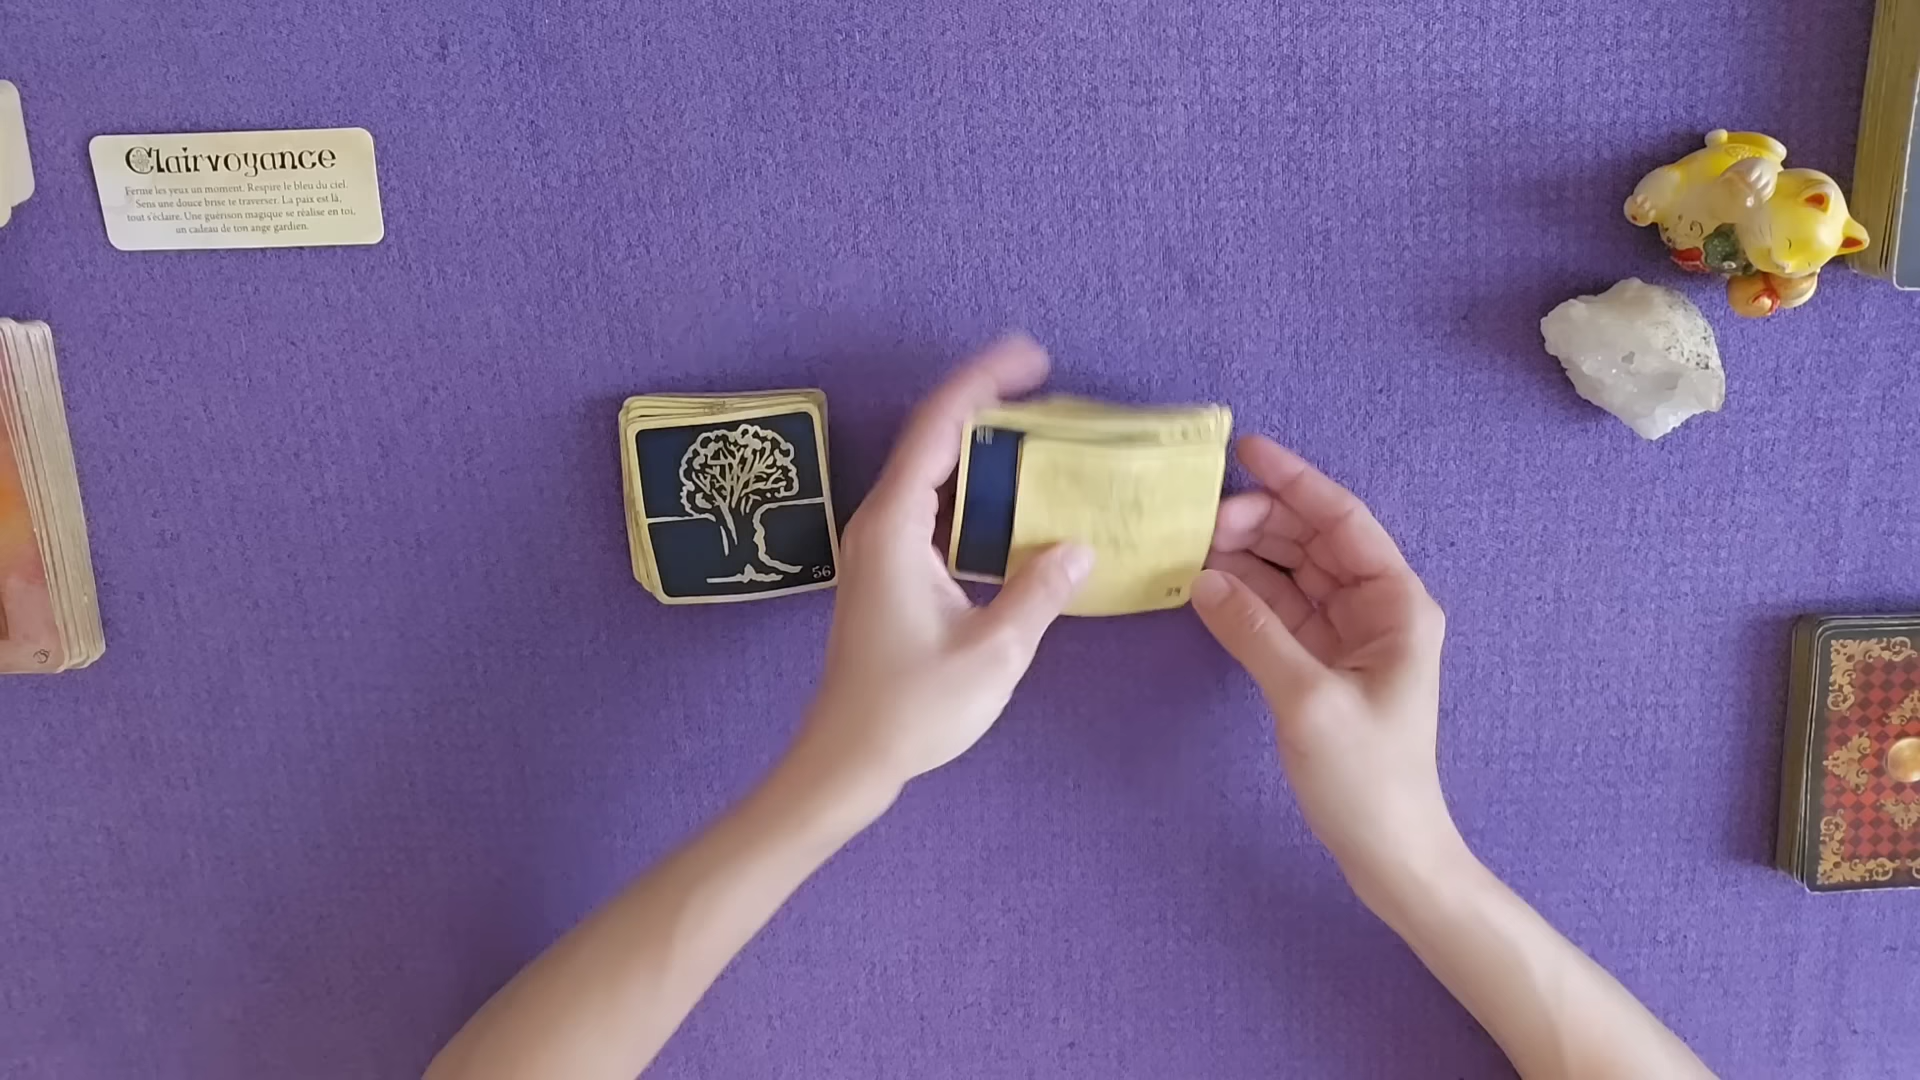 Clairvoyance
Ferme les yeux un moment. Respire le bleu du ciel.
Sens une douce brise te traverser. La paix est là,
tout s'éclaire. Une guérison magique se réalise en toi,
un cadeau de ton ange gardien.
56